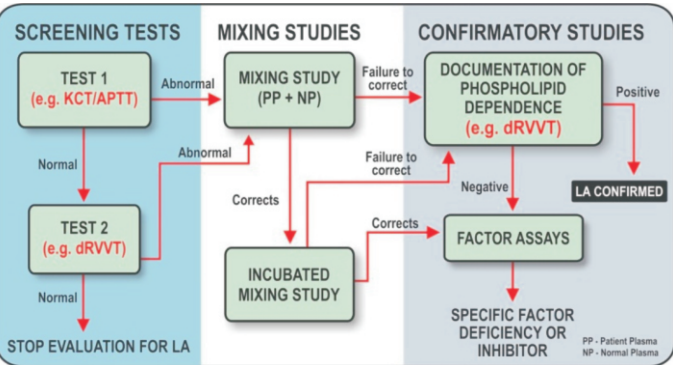 SCREENING TESTS
TEST 1
(e.g. KCT/APTT)
Abnormal
Normal
Abnormal
TEST 2
(e.g. dRVVT)
Normal
STOP EVALUATION FOR LA
MIXING STUDIES
MIXING STUDY
(PP + NP)
Failure to
correct
Corrects
Failure to
correct
Corrects
INCUBATED
MIXING STUDY
CONFIRMATORY STUDIES
DOCUMENTATION OF
PHOSPHOLIPID
DEPENDENCE
(e.g. dRVVT)
Positive
LA CONFIRMED
Negative
FACTOR ASSAYS
SPECIFIC FACTOR
DEFICIENCY OR
INHIBITOR
PP - Patient Plasma
NP - Normal Plasma